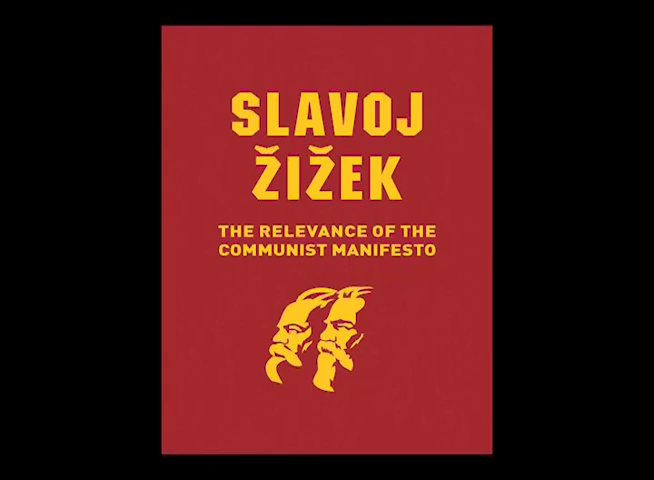 SLAVOJ
ŽIŽEK
THE RELEVANCE OF THE
COMMUNIST MANIFESTO